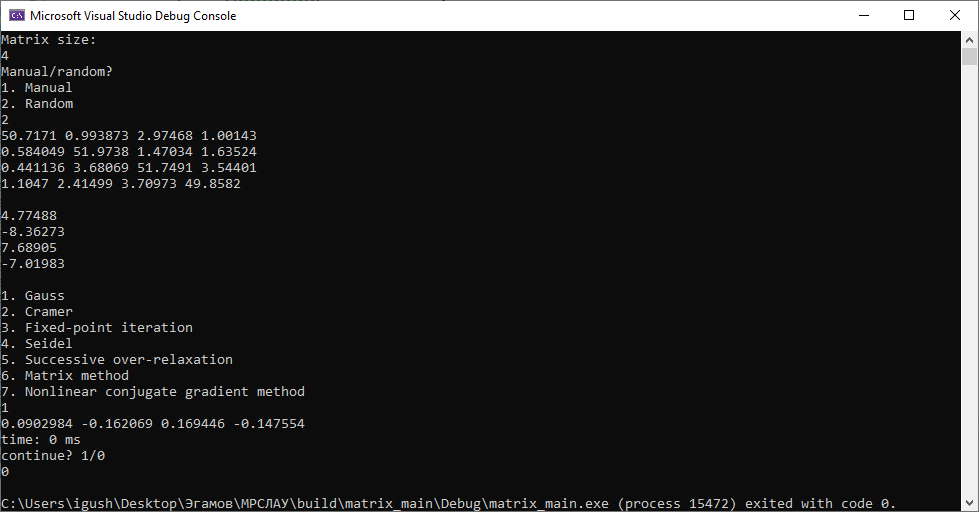 Microsoft Visual Studio Debug Console
Matrix size:
4
Manual/random?
1. Manual
2. Random
2
50.7171 0.993873 2.97468 1.00143
0.584049 51.9738 1.47034 1.63524
0.441136 3.68069 51.7491 3.54401
1.1047 2.41499 3.70973 49.8582
4.77488
-8.36273
7.68905
-7.01983
1. Gauss
2. Cramer
3. Fixed-point iteration
4. Seidel
5. Successive over-relaxation
6. Matrix method
7. Nonlinear conjugate gradient method
1
0.0902984 -0.162069 0.169446 -0.147554
time: 0 ms
continue? 1/0
0
C:\Users\igush\Desktop\Эгамов\МРСЛАУ\build\matrix_main\Debug\matrix_main.exe (process 15472) exited with code 0.